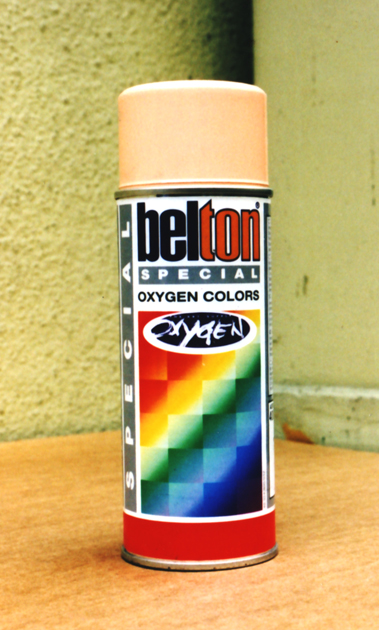 belton®
SPECIAL
OXYGEN COLORS
OXYGEN
SPECIAL